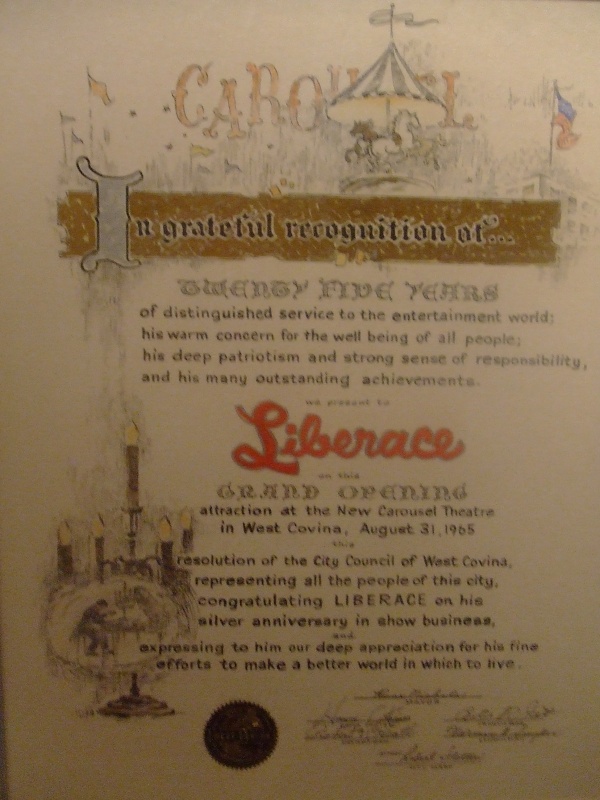 CAROUSEL
In grateful recognition of...
TWENTY FIVE YEARS
of distinguished service to the entertainment world;
his warm concern for the well being of all people;
his deep patriotism and strong sense of responsibility,
and his many outstanding achievements.
we present to
Liberace
on this
GRAND OPENING
attraction at the New Carousel Theatre
in West Covina, August 31, 1965
this
resolution of the City Council of West Covina,
representing all the people of this city,
congratulating LIBERACE on his
silver anniversary in show business,
and
expressing to him our deep appreciation for his fine
efforts to make a better world in which to live.
MAYOR